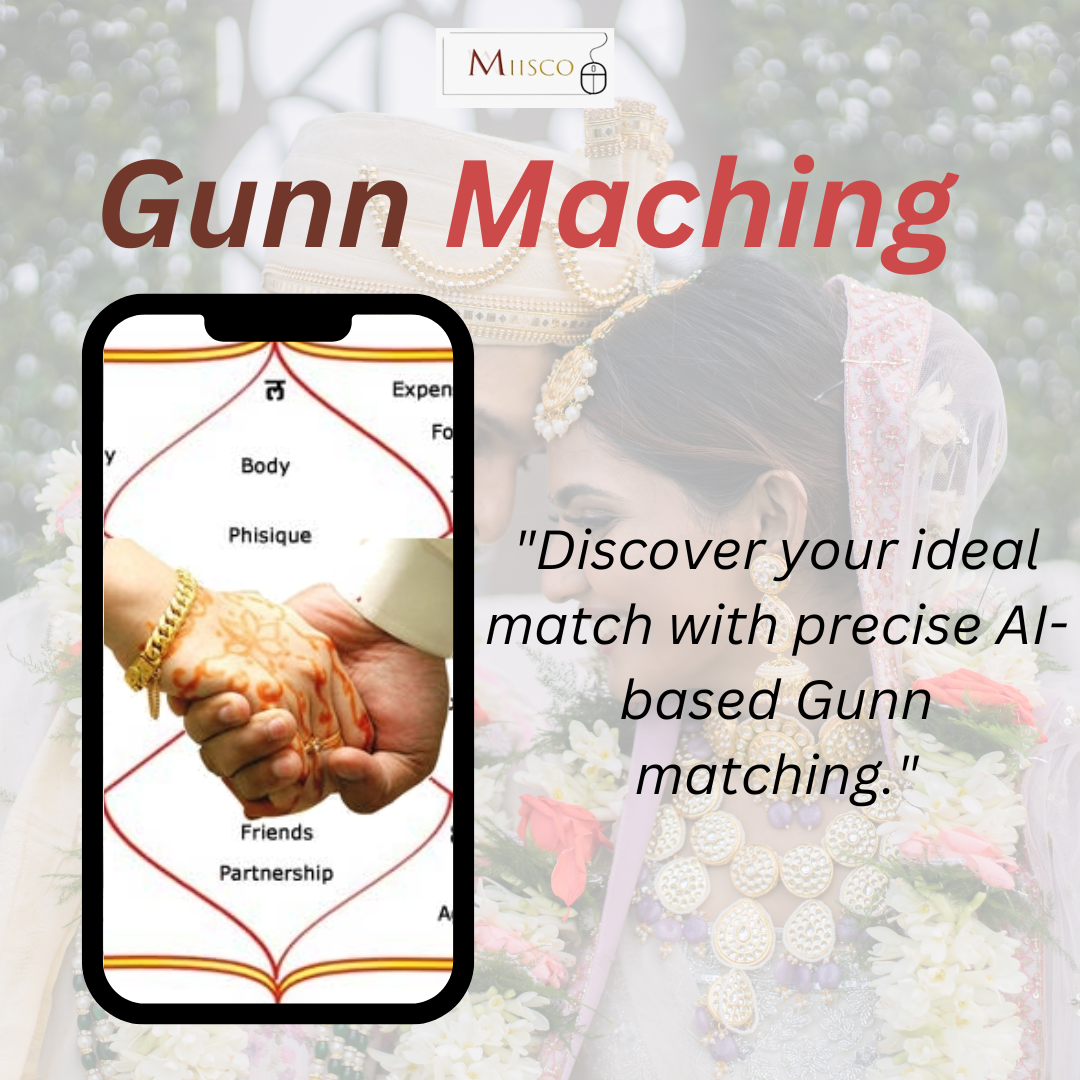 MIISCO
Gunn Maching
ल
Expen
Fo
y
Body
Phisique
"Discover your ideal
match with precise AI-
based Gunn
matching."
Friends
Partnership